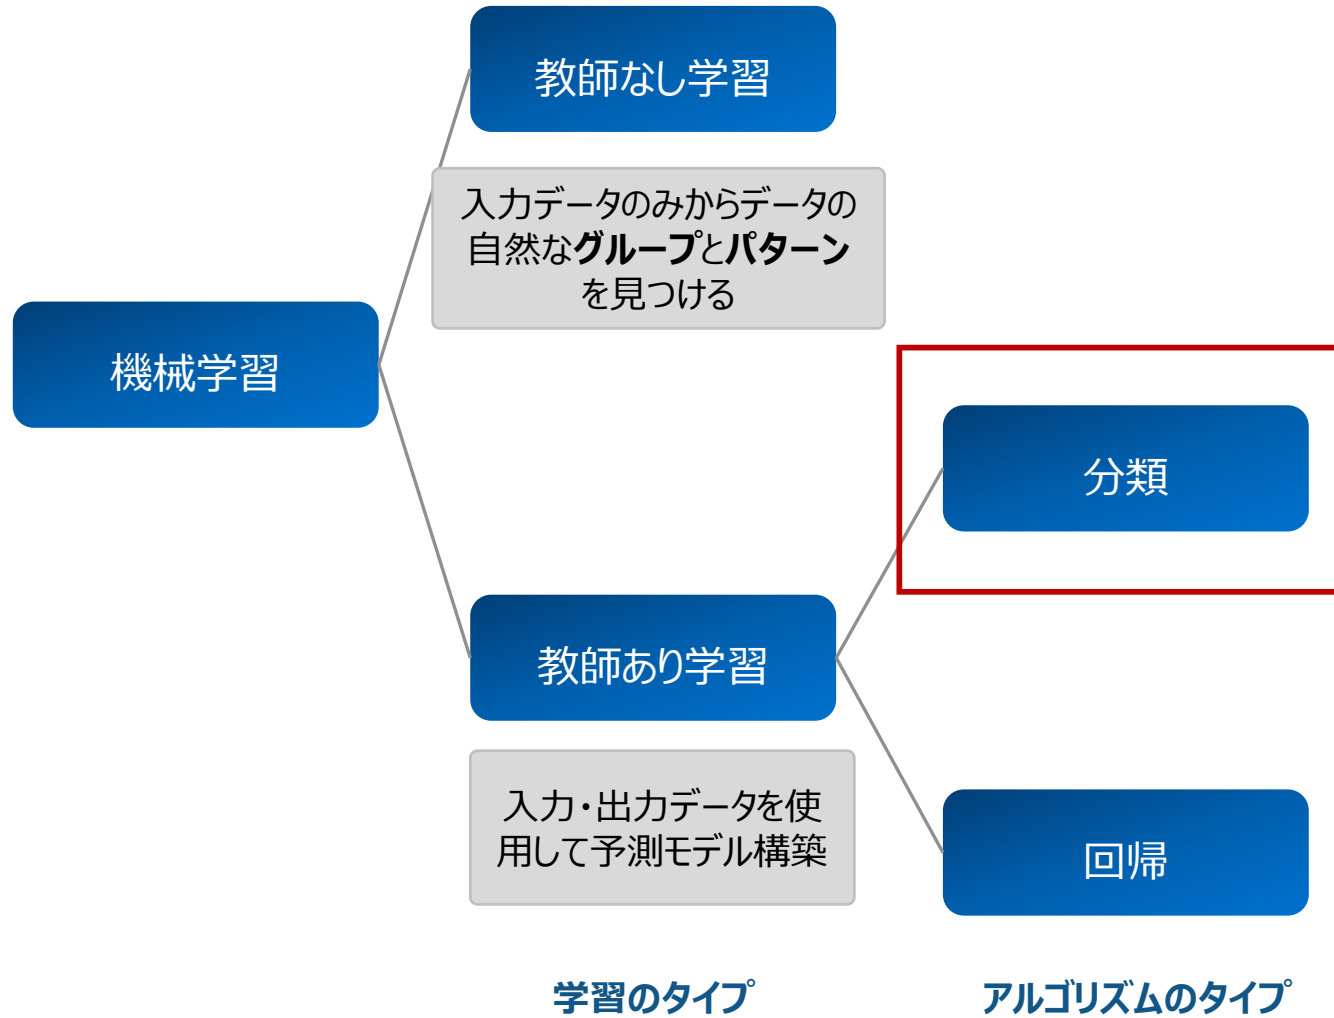 教師なし学習
入力データのみからデータの
自然なグループとパターン
を見つける
機械学習
分類
教師あり学習
入力・出力データを使
用して予測モデル構築
回帰
学習のタイプ
アルゴリズムのタイプ